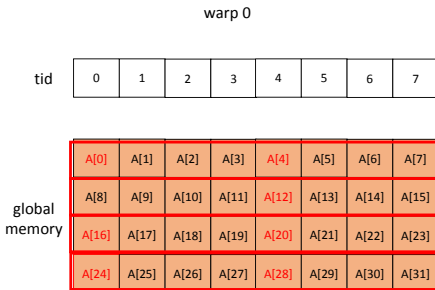 warp 0
tid 0 1 2 3 4 5 6 7
A[0] A[1] A[2] A[3] A[4] A[5] A[6] A[7]
A[8] A[9] A[10] A[11] A[12] A[13] A[14] A[15]
global
memory
A[16] A[17] A[18] A[19] A[20] A[21] A[22] A[23]
A[24] A[25] A[26] A[27] A[28] A[29] A[30] A[31]